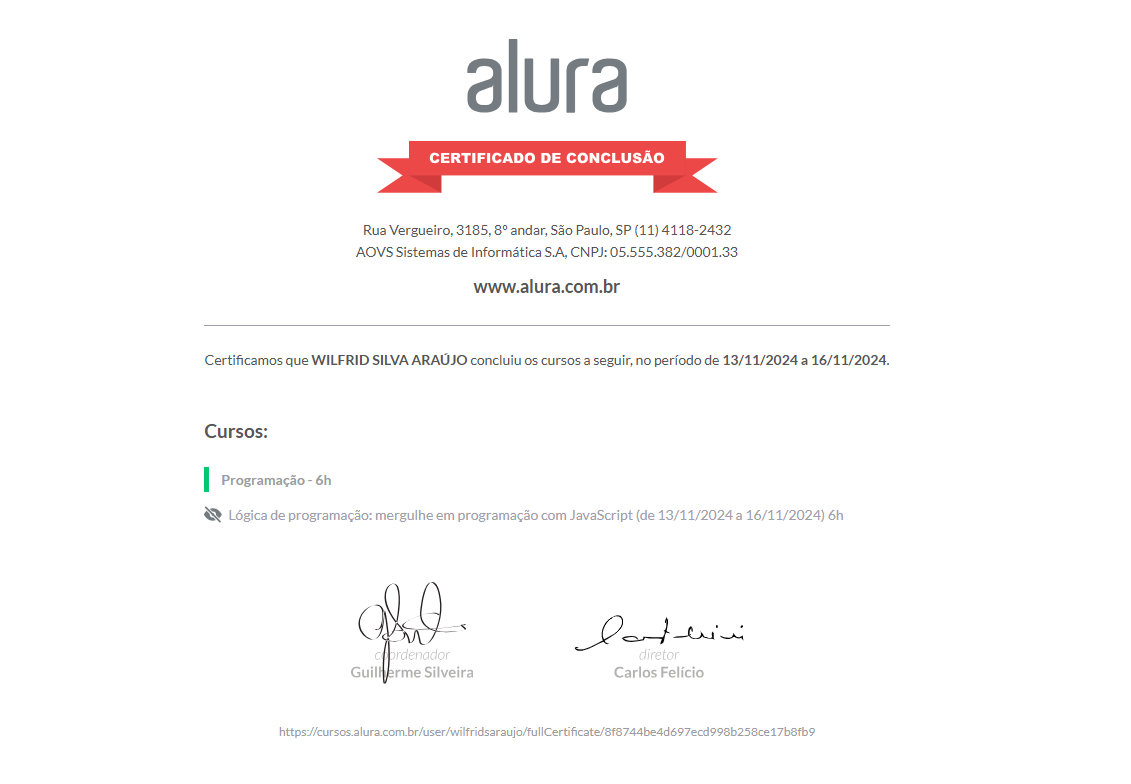 alura
CERTIFICADO DE CONCLUSÃO
Rua Vergueiro, 3185, 8º andar, São Paulo, SP (11) 4118-2432
AOVS Sistemas de Informática S.A, CNPJ: 05.555.382/0001.33
www.alura.com.br
Certificamos que WILFRID SILVA ARAÚJO concluiu os cursos a seguir, no período de 13/11/2024 a 16/11/2024.
Cursos:
Programação - 6h
Lógica de programação: mergulhe em programação com JavaScript (de 13/11/2024 a 16/11/2024) 6h
coordenador
Guilherme Silveira
diretor
Carlos Felício
https://cursos.alura.com.br/user/wilfridsaraujo/fullCertificate/8f8744be4d697ecd998b258ce17b8fb9